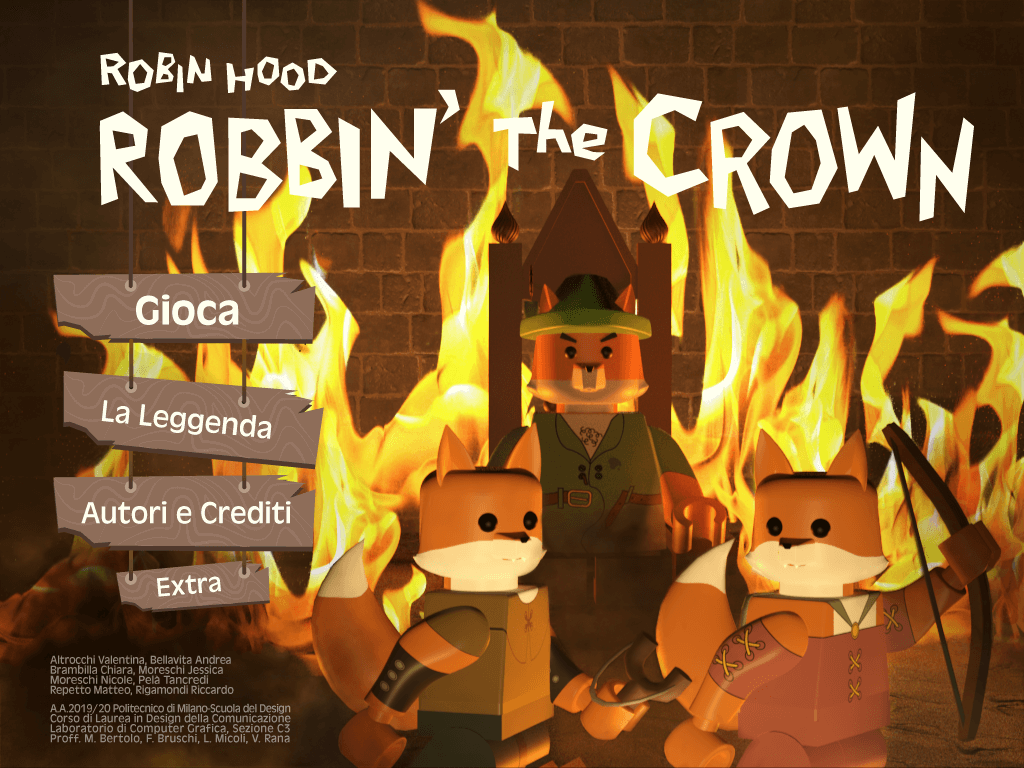 ROBIN HOOD
ROBBIN' The CROWN
Gioca
La Leggenda
Autori e Crediti
Extra
Altrocchi Valentina, Bellavita Andrea
Brambilla Chiara, Moreschi Jessica
Moreschi Nicole, Pelà Tancredi
Repetto Matteo, Rigamondi Riccardo
A.A.2019/20 Politecnico di Milano-Scuola del Design
Corso di Laurea in Design della Comunicazione
Laboratorio di Computer Grafica, Sezione C3
Proff. M. Bertolo, F. Bruschi, L. Micoli, V. Rana